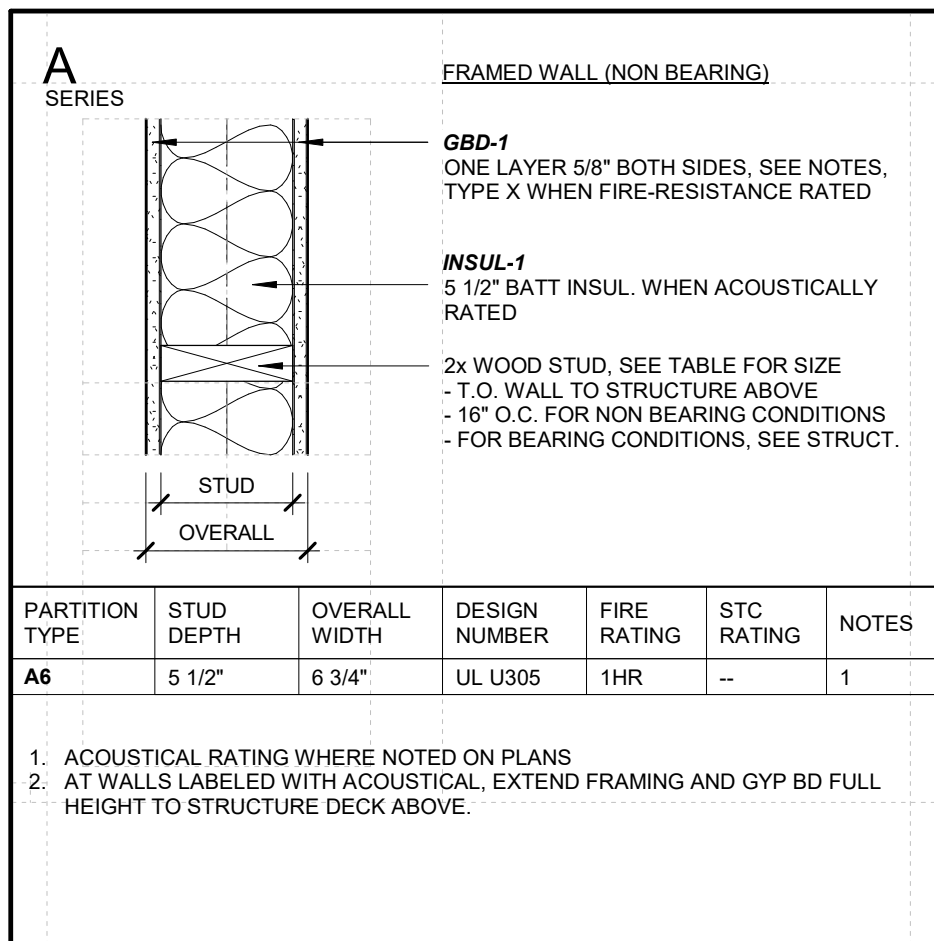 A
SERIES
FRAMED WALL (NON BEARING)
GBD-1
ONE LAYER 5/8" BOTH SIDES, SEE NOTES,
TYPE X WHEN FIRE-RESISTANCE RATED
INSUL-1
5 1/2" BATT INSUL. WHEN ACOUSTICALLY
RATED
2x WOOD STUD, SEE TABLE FOR SIZE
- T.O. WALL TO STRUCTURE ABOVE
- 16" O.C. FOR NON BEARING CONDITIONS
- FOR BEARING CONDITIONS, SEE STRUCT.
STUD
OVERALL
PARTITION TYPE STUD DEPTH OVERALL WIDTH DESIGN NUMBER FIRE RATING STC RATING NOTES
A6 5 1/2" 6 3/4" UL U305 1HR -- 1
1. ACOUSTICAL RATING WHERE NOTED ON PLANS
2. AT WALLS LABELED WITH ACOUSTICAL, EXTEND FRAMING AND GYP BD FULL
HEIGHT TO STRUCTURE DECK ABOVE.